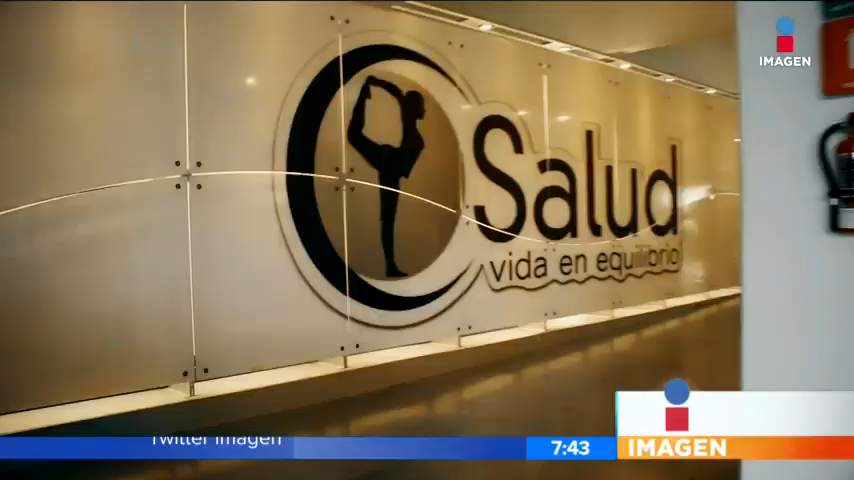 IMAGEN
Salud
vida en equilibrio
Twitter Imagen
7:43
IMAGEN